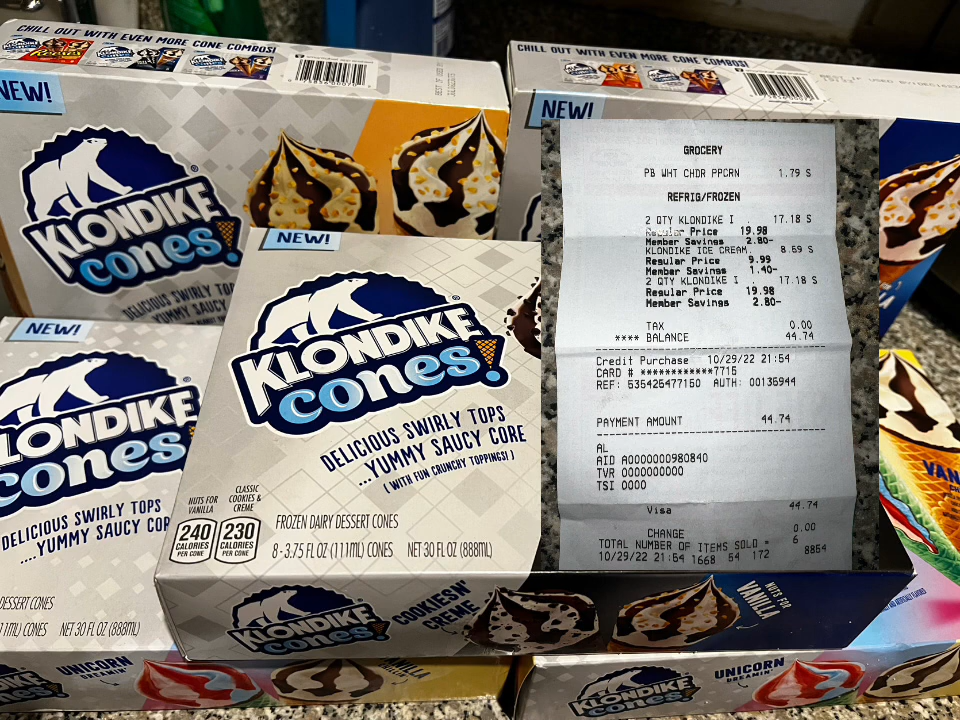 CHILL OUT WITH EVEN MORE CONE COMBOS!
NEW!
KLONDIKE
cones!
DELICIOUS SWIRLY TOPS
YUMMY SAUCY
CHILL OUT WITH EVEN MORE CONE COMBOS!
NEW!
NEW!
KLONDIKE
cones!
DELICIOUS SWIRLY TOPS
...YUMMY SAUCY CORE
( WITH FUN CRUNCHY TOPPINGS! )
NUTS FOR VANILLA
240 CALORIES PER CONE
CLASSIC COOKIES & CREME
230 CALORIES PER CONE
FROZEN DAIRY DESSERT CONES
8 - 3.75 FL OZ (111ML) CONES NET 30 FL OZ (888ML)
KLONDIKE
cones!
COOKIES N' CREME
NUTS FOR VANILLA
NEW!
LONDIKE
cones
DELICIOUS SWIRLY TOPS
...YUMMY SAUCY COR
DESSERT CONES
CONES NET 30 FL OZ (888ML)
UNICORN
DREAMIN'
KLONDIKE
cones!
UNICORN
DREAMIN'
VAN
GROCERY
PB WHT CHDR PPCRN 1.79 S
REFRIG/FROZEN
2 QTY KLONDIKE I . 17.18 S
Regular Price 19.98
Member Savings 2.80-
KLONDIKE ICE CREAM. 8.59 S
Regular Price 9.99
Member Savings 1.40-
2 QTY KLONDIKE I . 17.18 S
Regular Price 19.98
Member Savings 2.80-
TAX 0.00
**** BALANCE 44.74
Credit Purchase 10/29/22 21:54
CARD # ************7715
REF: 535425477150 AUTH: 00136944
PAYMENT AMOUNT 44.74
AL
AID A0000000980840
TVR 0000000000
TSI 0000
Visa 44.74
CHANGE 0.00
TOTAL NUMBER OF ITEMS SOLD = 6
10/29/22 21:54 1668 54 172 8854